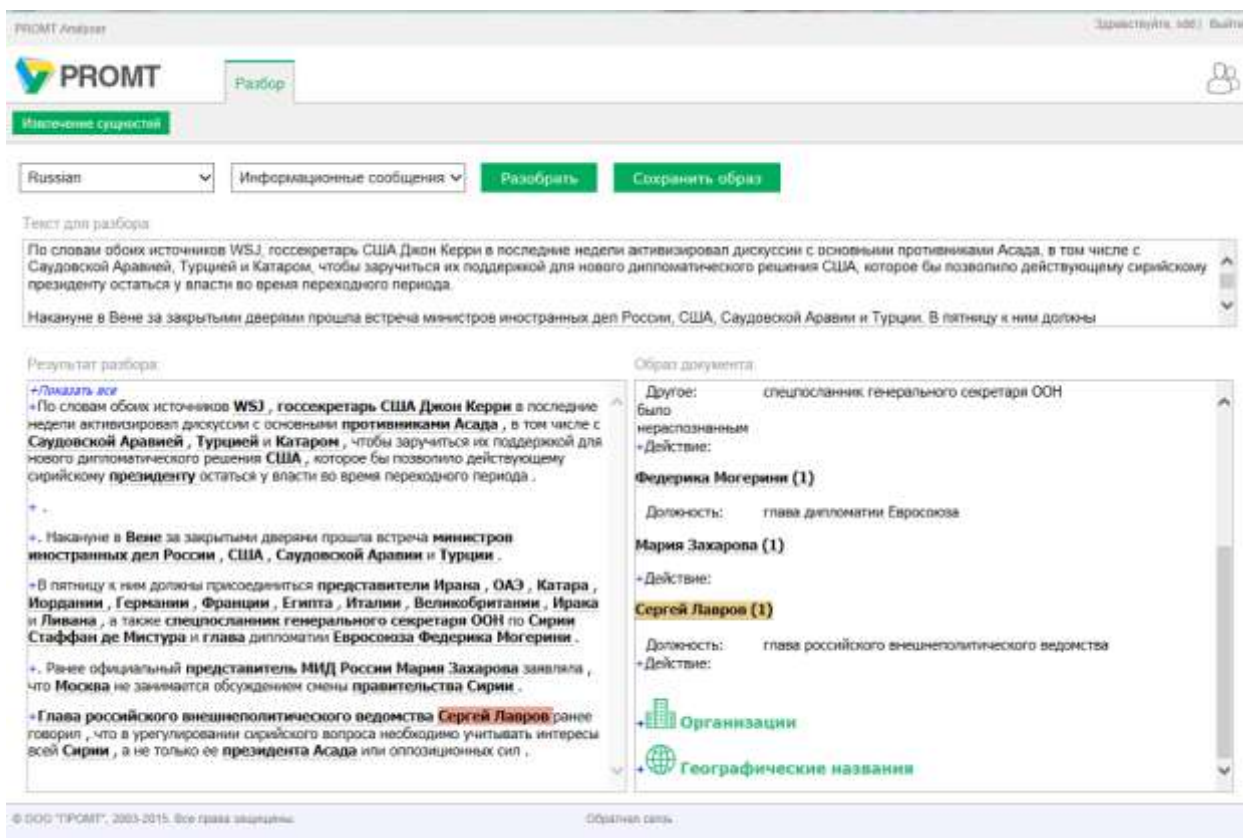 PROMT Analyser
Здравствуйте, sdd | Выйти
PROMT
Разбор
Извлечение сущностей
Russian
Информационные сообщения
Разобрать
Сохранить образ
Текст для разбора
По словам обоих источников WSJ, госсекретарь США Джон Керри в последние недели активизировал дискуссии с основными противниками Асада, в том числе с
Саудовской Аравией, Турцией и Катаром, чтобы заручиться их поддержкой для нового дипломатического решения США, которое бы позволило действующему сирийскому
президенту остаться у власти во время переходного периода.
Накануне в Вене за закрытыми дверями прошла встреча министров иностранных дел России, США, Саудовской Аравии и Турции. В пятницу к ним должны
Результат разбора:
+Показать все
+По словам обоих источников WSJ , госсекретарь США Джон Керри в последние
недели активизировал дискуссии с основными противниками Асада , в том числе с
Саудовской Аравией , Турцией и Катаром , чтобы заручиться их поддержкой для
нового дипломатического решения США , которое бы позволило действующему
сирийскому президенту остаться у власти во время переходного периода .
+ .
+. Накануне в Вене за закрытыми дверями прошла встреча министров
иностранных дел России , США , Саудовской Аравии и Турции .
+В пятницу к ним должны присоединиться представители Ирана , ОАЭ , Катара ,
Иордании , Германии , Франции , Египта , Италии , Великобритании , Ирака
и Ливана , а также спецпосланник генерального секретаря ООН по Сирии
Стаффан де Мистура и глава дипломатии Евросоюза Федерика Могерини .
+. Ранее официальный представитель МИД России Мария Захарова заявляла ,
что Москва не занимается обсуждением смены правительства Сирии .
+Глава российского внешнеполитического ведомства Сергей Лавров ранее
говорил , что в урегулировании сирийского вопроса необходимо учитывать интересы
всей Сирии , а не только ее президента Асада или оппозиционных сил .
Образ документа:
Другое: спецпосланник генерального секретаря ООН
было
нераспознанным
+Действие:
Федерика Могерини (1)
Должность: глава дипломатии Евросоюза
Мария Захарова (1)
+Действие:
Сергей Лавров (1)
Должность: глава российского внешнеполитического ведомства
+Действие:
+ Организации
+ Географические названия
© ООО "ПРОМТ", 2003-2015. Все права защищены.
Обратная связь